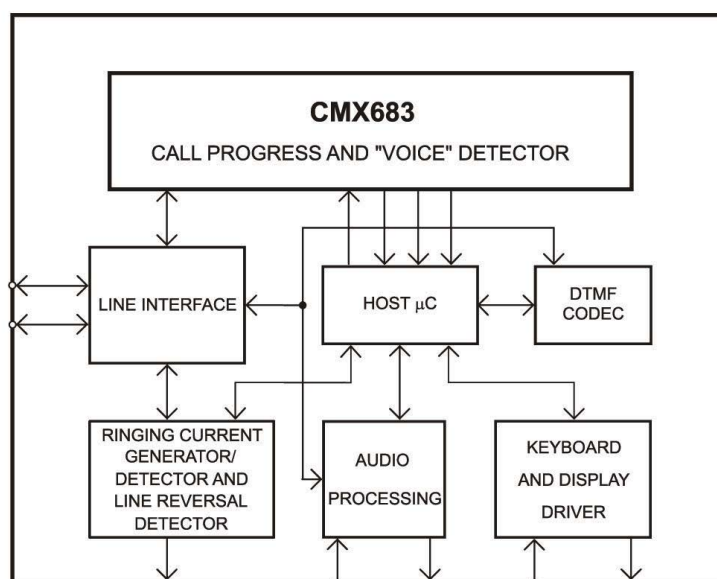 CMX683
CALL PROGRESS AND "VOICE" DETECTOR
LINE INTERFACE
HOST µC
DTMF
CODEC
RINGING CURRENT
GENERATOR/
DETECTOR AND
LINE REVERSAL
DETECTOR
AUDIO
PROCESSING
KEYBOARD
AND DISPLAY
DRIVER